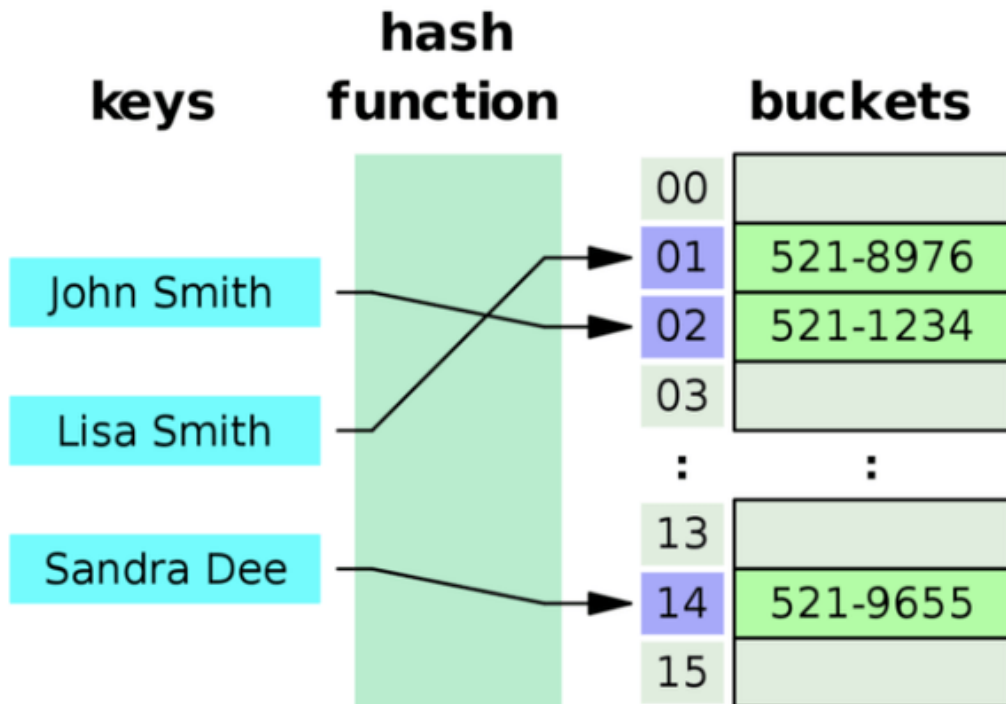 hash
keys function buckets
00
01 521-8976
John Smith
02 521-1234
03
Lisa Smith
: :
13
Sandra Dee
14 521-9655
15